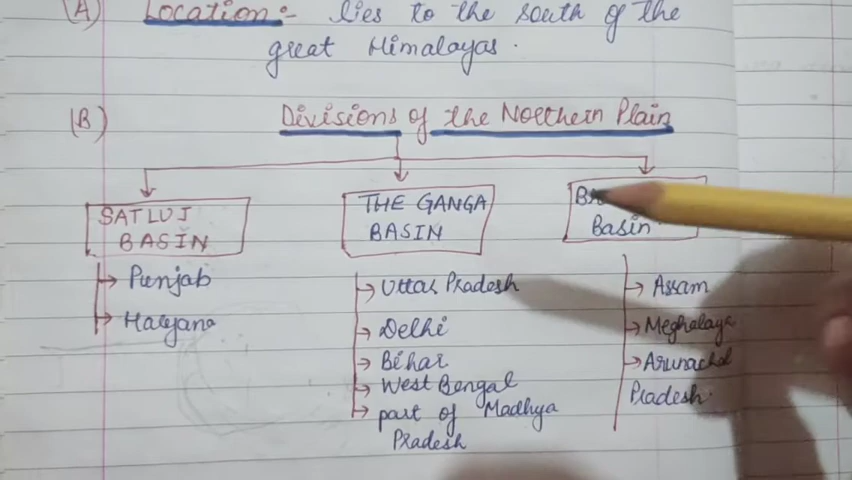 (A) Location:- lies to the south of the
great Himalayas.
(B) Divisions of the Northern Plain
SATLUJ
BASIN
THE GANGA
BASIN
Basin
Punjab
Haryana
Uttar Pradesh
Delhi
Bihar
West Bengal
part of Madhya
Pradesh
Assam
Meghalaya
Arunachal
Pradesh.